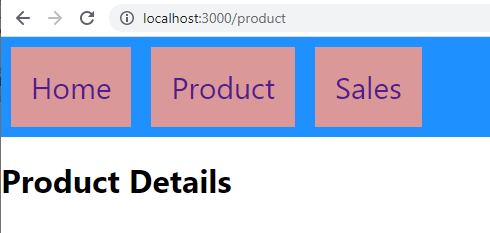 localhost:3000/product
Home Product Sales
Product Details